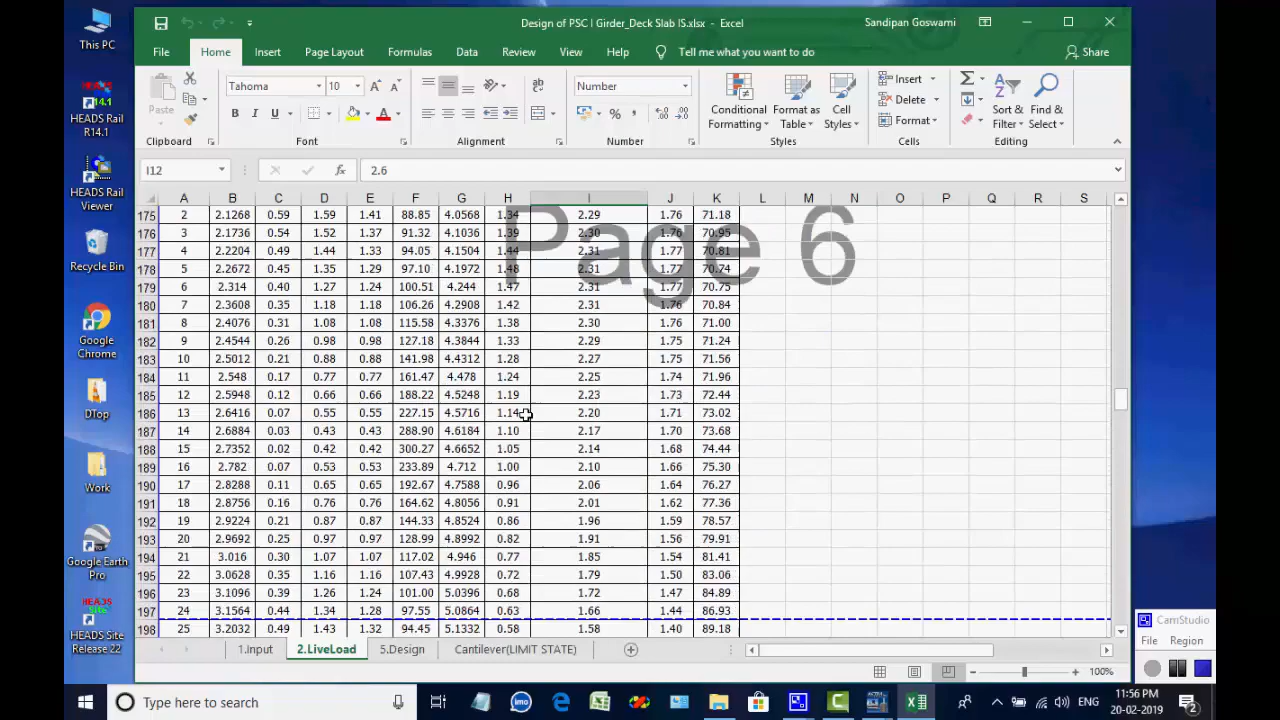 This PC
HEADS Rail
R14.1
HEADS Rail
Viewer
Recycle Bin
Google
Chrome
DTop
Work
Google Earth
Pro
HEADS Site
Release 22
Design of PSC I Girder_Deck Slab IS.xlsx - Excel
Sandipan Goswami
File Home Insert Page Layout Formulas Data Review View Help Tell me what you want to do Share
Paste
Tahoma 10
Number
Conditional
Formatting
Format as
Table
Cell
Styles
Insert
Delete
Format
Sort &
Filter
Find &
Select
Clipboard Font Alignment Number Styles Cells Editing
I12 fx 2.6
A B C D E F G H I J K L M N O P Q R S
Page 6
175 2 2.1268 0.59 1.59 1.41 88.85 4.0568 1.34 2.29 1.76 71.18
176 3 2.1736 0.54 1.52 1.37 91.32 4.1036 1.39 2.30 1.76 70.95
177 4 2.2204 0.49 1.44 1.33 94.05 4.1504 1.44 2.31 1.77 70.81
178 5 2.2672 0.45 1.35 1.29 97.10 4.1972 1.48 2.31 1.77 70.74
179 6 2.314 0.40 1.27 1.24 100.51 4.244 1.47 2.31 1.77 70.75
180 7 2.3608 0.35 1.18 1.18 106.26 4.2908 1.42 2.31 1.76 70.84
181 8 2.4076 0.31 1.08 1.08 115.58 4.3376 1.38 2.30 1.76 71.00
182 9 2.4544 0.26 0.98 0.98 127.18 4.3844 1.33 2.29 1.75 71.24
183 10 2.5012 0.21 0.88 0.88 141.98 4.4312 1.28 2.27 1.75 71.56
184 11 2.548 0.17 0.77 0.77 161.47 4.478 1.24 2.25 1.74 71.96
185 12 2.5948 0.12 0.66 0.66 188.22 4.5248 1.19 2.23 1.73 72.44
186 13 2.6416 0.07 0.55 0.55 227.15 4.5716 1.14 2.20 1.71 73.02
187 14 2.6884 0.03 0.43 0.43 288.90 4.6184 1.10 2.17 1.70 73.68
188 15 2.7352 0.02 0.42 0.42 300.27 4.6652 1.05 2.14 1.68 74.44
189 16 2.782 0.07 0.53 0.53 233.89 4.712 1.00 2.10 1.66 75.30
190 17 2.8288 0.11 0.65 0.65 192.67 4.7588 0.96 2.06 1.64 76.27
191 18 2.8756 0.16 0.76 0.76 164.62 4.8056 0.91 2.01 1.62 77.36
192 19 2.9224 0.21 0.87 0.87 144.33 4.8524 0.86 1.96 1.59 78.57
193 20 2.9692 0.25 0.97 0.97 128.99 4.8992 0.82 1.91 1.56 79.91
194 21 3.016 0.30 1.07 1.07 117.02 4.946 0.77 1.85 1.54 81.41
195 22 3.0628 0.35 1.16 1.16 107.43 4.9928 0.72 1.79 1.50 83.06
196 23 3.1096 0.39 1.26 1.24 101.00 5.0396 0.68 1.72 1.47 84.89
197 24 3.1564 0.44 1.34 1.28 97.55 5.0864 0.63 1.66 1.44 86.93
198 25 3.2032 0.49 1.43 1.32 94.45 5.1332 0.58 1.58 1.40 89.18
1.Input 2.LiveLoad 5.Design Cantilever(LIMIT STATE)
100%
CamStudio
File Region
Type here to search
imo
ENG
11:56 PM
20-02-2019
2